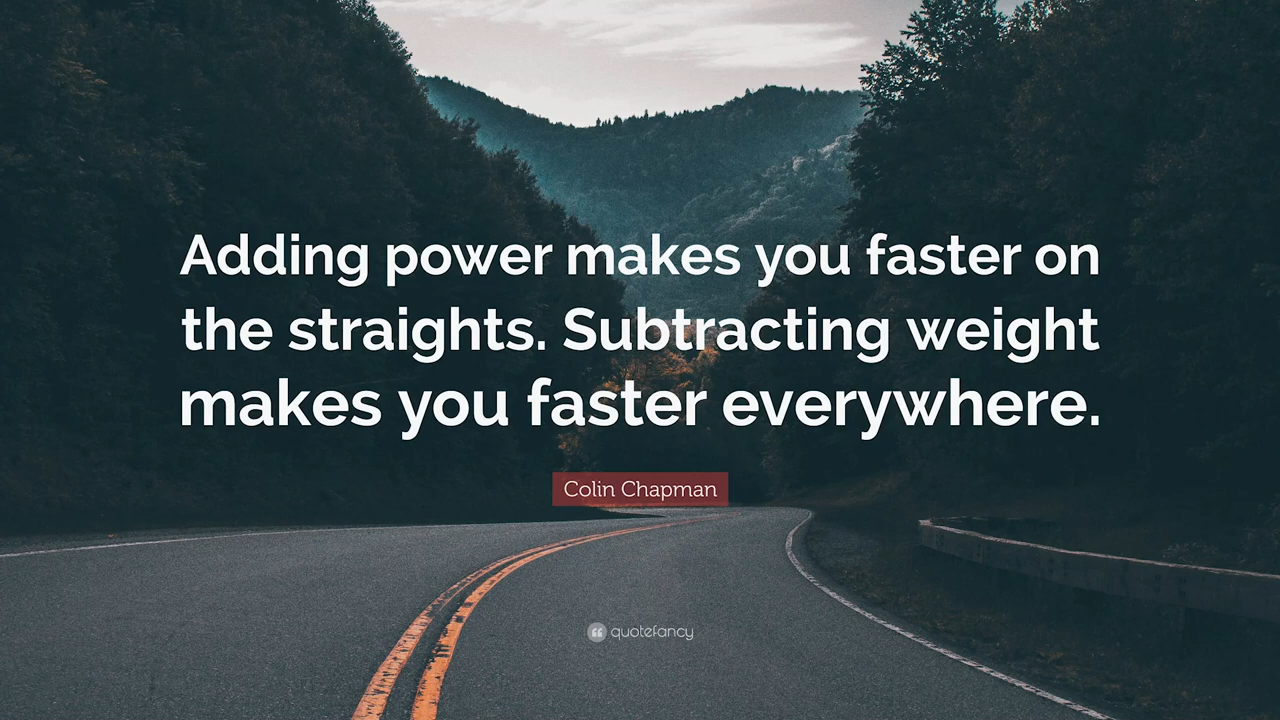 Adding power makes you faster on
the straights. Subtracting weight
makes you faster everywhere.
Colin Chapman
quotefancy